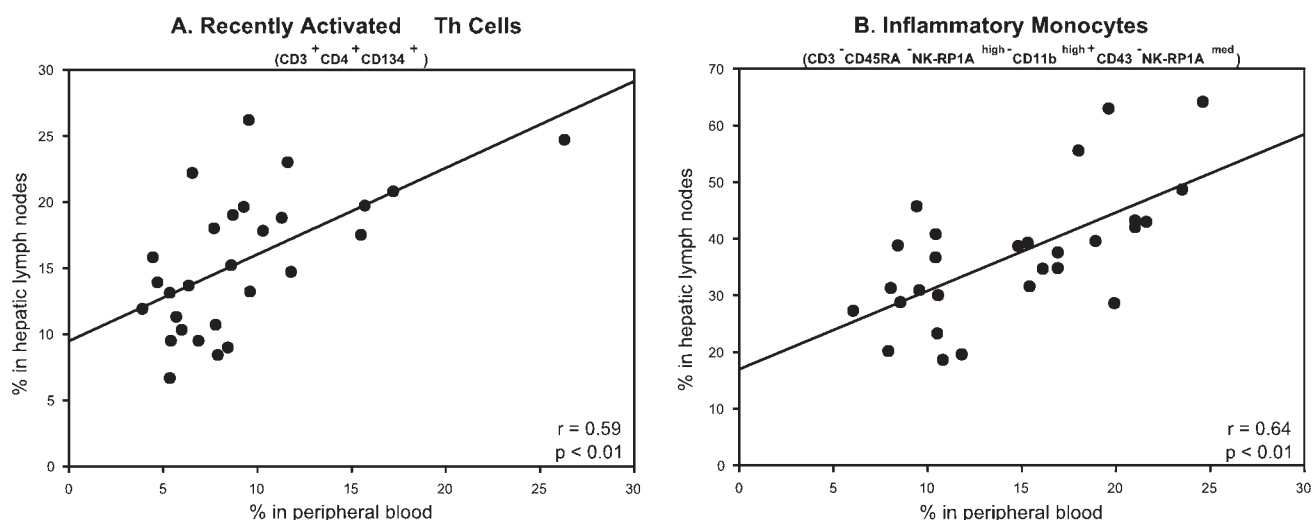 A. Recently Activated Th Cells
(CD3 + CD4 + CD134 + )
30
25
20
15
10
5
0
% in hepatic lymph nodes
r = 0.59
p < 0.01
0 5 10 15 20 25 30
% in peripheral blood
B. Inflammatory Monocytes
(CD3 - CD45RA - NK-RP1A high - CD11b high + CD43 - NK-RP1A med )
70
60
50
40
30
20
10
0
% in hepatic lymph nodes
r = 0.64
p < 0.01
0 5 10 15 20 25 30
% in peripheral blood